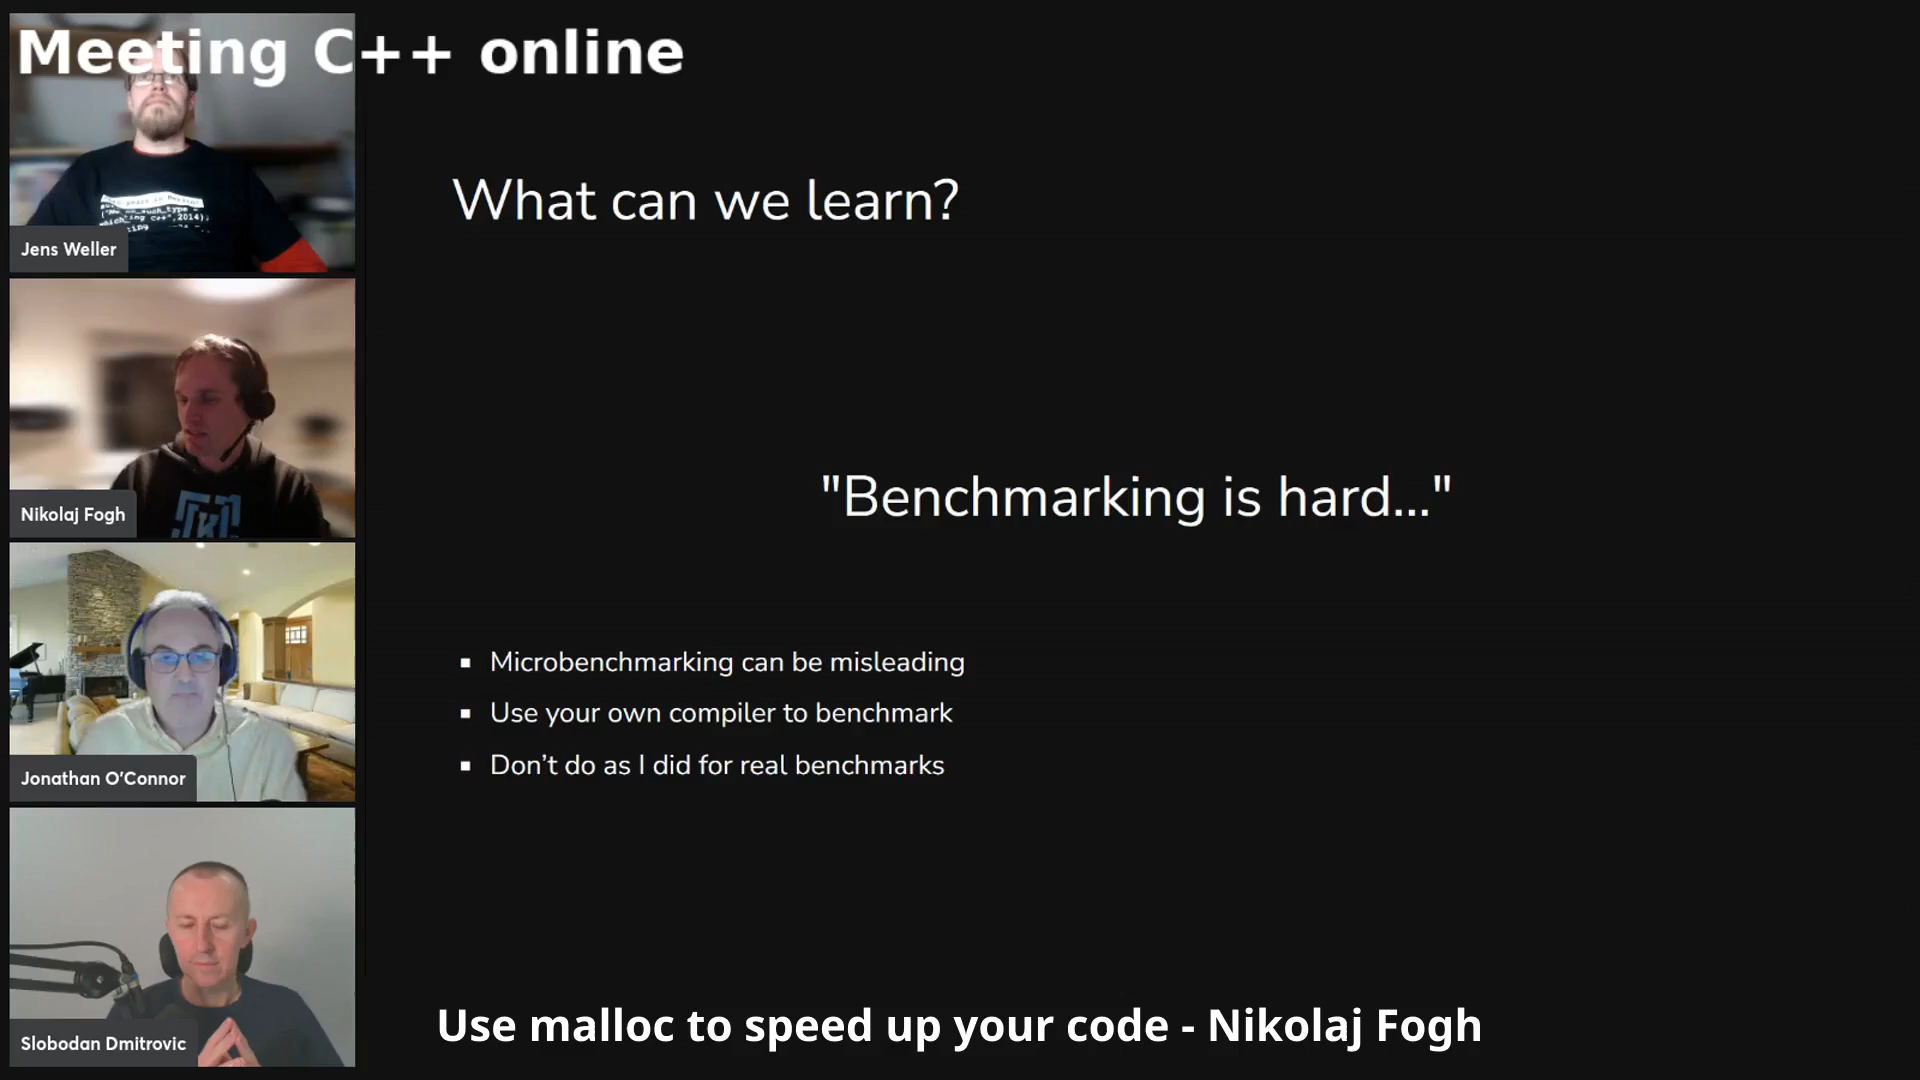 Meeting C++ online
Jens Weller
Nikolaj Fogh
Jonathan O'Connor
Slobodan Dmitrovic
What can we learn?
"Benchmarking is hard..."
▪ Microbenchmarking can be misleading
▪ Use your own compiler to benchmark
▪ Don’t do as I did for real benchmarks
Use malloc to speed up your code - Nikolaj Fogh